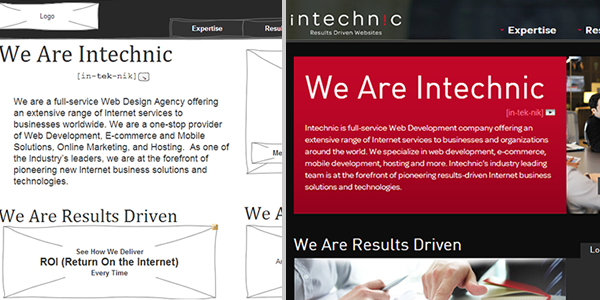 Logo
Expertise
Resul
We Are Intechnic
[in-tek-nik]
We are a full-service Web Design Agency offering
an extensive range of Internet services to
businesses worldwide. We are a one-stop provider
of Web Development, E-commerce and Mobile
Solutions, Online Marketing, and Hosting. As one of
the Industry's leaders, we are at the forefront of
pioneering new Internet business solutions and
technologies.
Me
We Are Results Driven
We A
See How We Deliver
ROI (Return On the Internet)
Every Time
intechnic
Results Driven Websites
Expertise
Res
We Are Intechnic
[in-tek-nik]
Intechnic is full-service Web Development company offering an
extensive range of Internet services to businesses and organizations
around the world. We specialize in web development, e-commerce,
mobile development, hosting and more. Intechnic's industry leading
team is at the forefront of pioneering results-driven Internet business
solutions and technologies.
We Are Results Driven
Lo